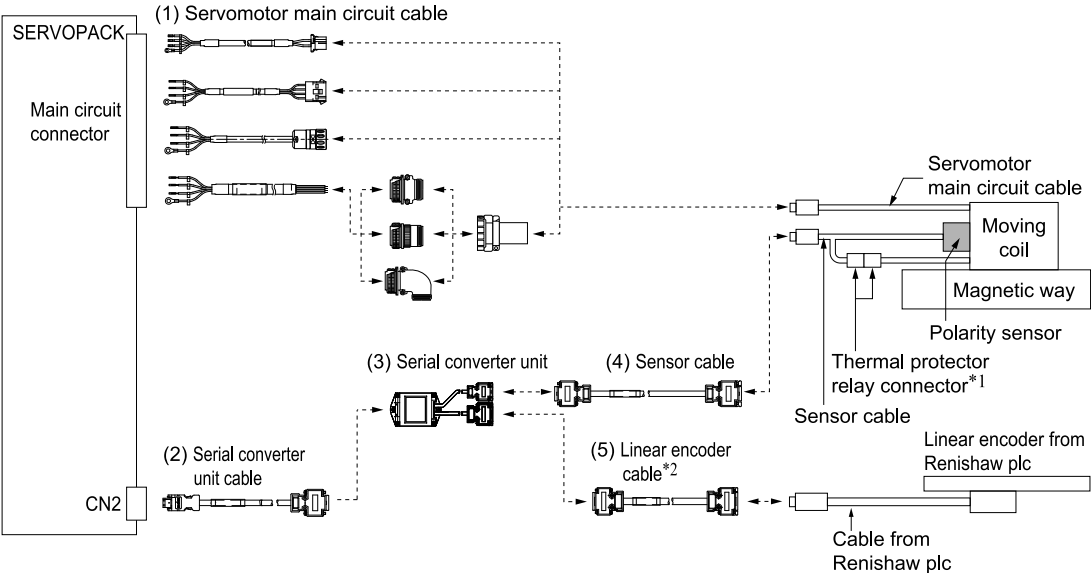 (1) Servomotor main circuit cable
SERVOPACK
Main circuit
connector
Servomotor
main circuit cable
Moving
coil
Magnetic way
Polarity sensor
Thermal protector
relay connector*1
Sensor cable
(3) Serial converter unit
(4) Sensor cable
(2) Serial converter
unit cable
(5) Linear encoder
cable*2
Linear encoder from
Renishaw plc
CN2
Cable from
Renishaw plc